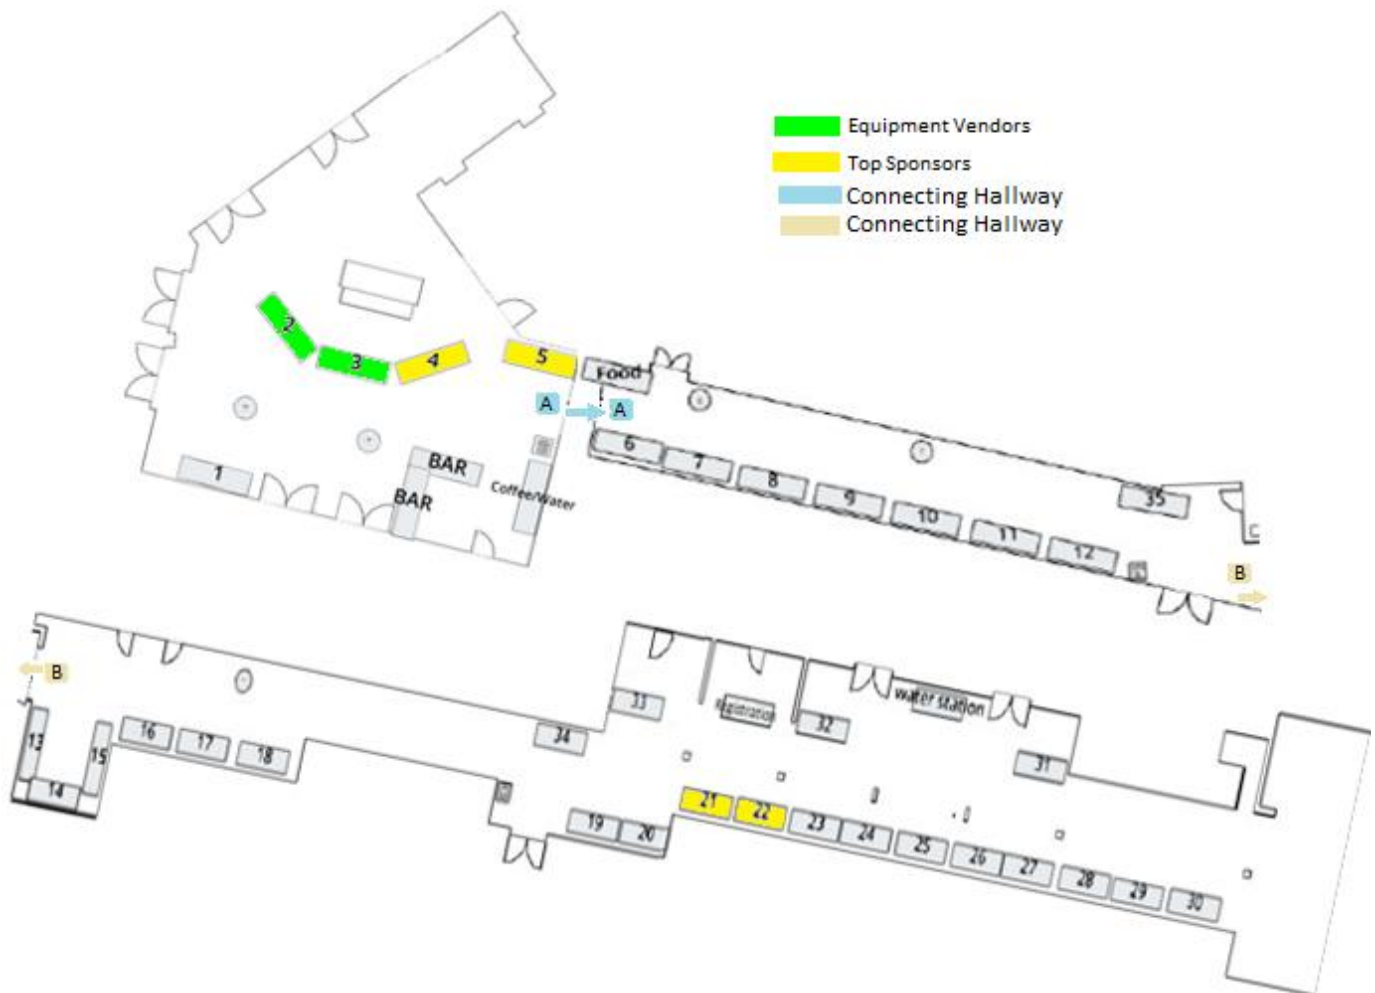 Equipment Vendors
Top Sponsors
Connecting Hallway
Connecting Hallway
2
3
4
5
Food
A
A
1
BAR
BAR
Coffee/Water
6
7
8
9
10
11
12
35
B
B
13
14
15
16
17
18
34
33
Registration
32
water station
31
19
20
21
22
23
24
25
26
27
28
29
30